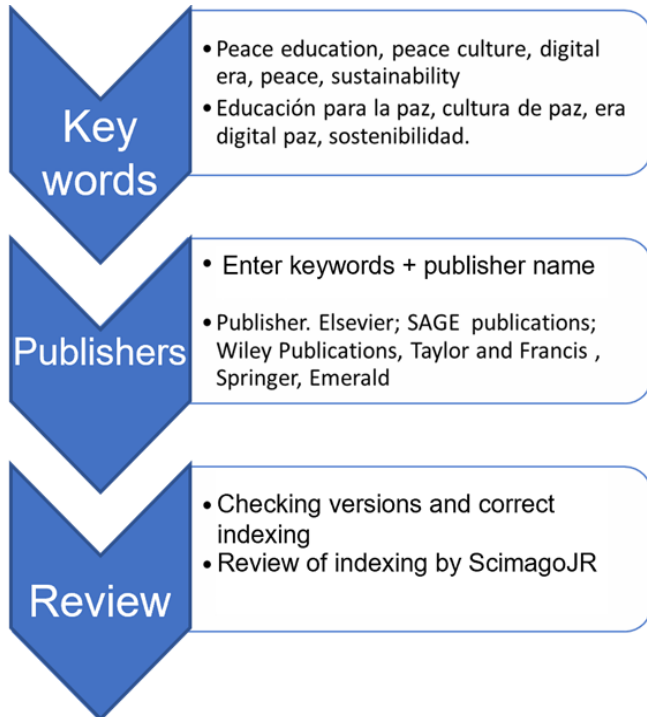 Key
words
• Peace education, peace culture, digital
era, peace, sustainability
• Educación para la paz, cultura de paz, era
digital paz, sostenibilidad.
Publishers
• Enter keywords + publisher name
• Publisher. Elsevier; SAGE publications;
Wiley Publications, Taylor and Francis ,
Springer, Emerald
Review
• Checking versions and correct
indexing
• Review of indexing by ScimagoJR